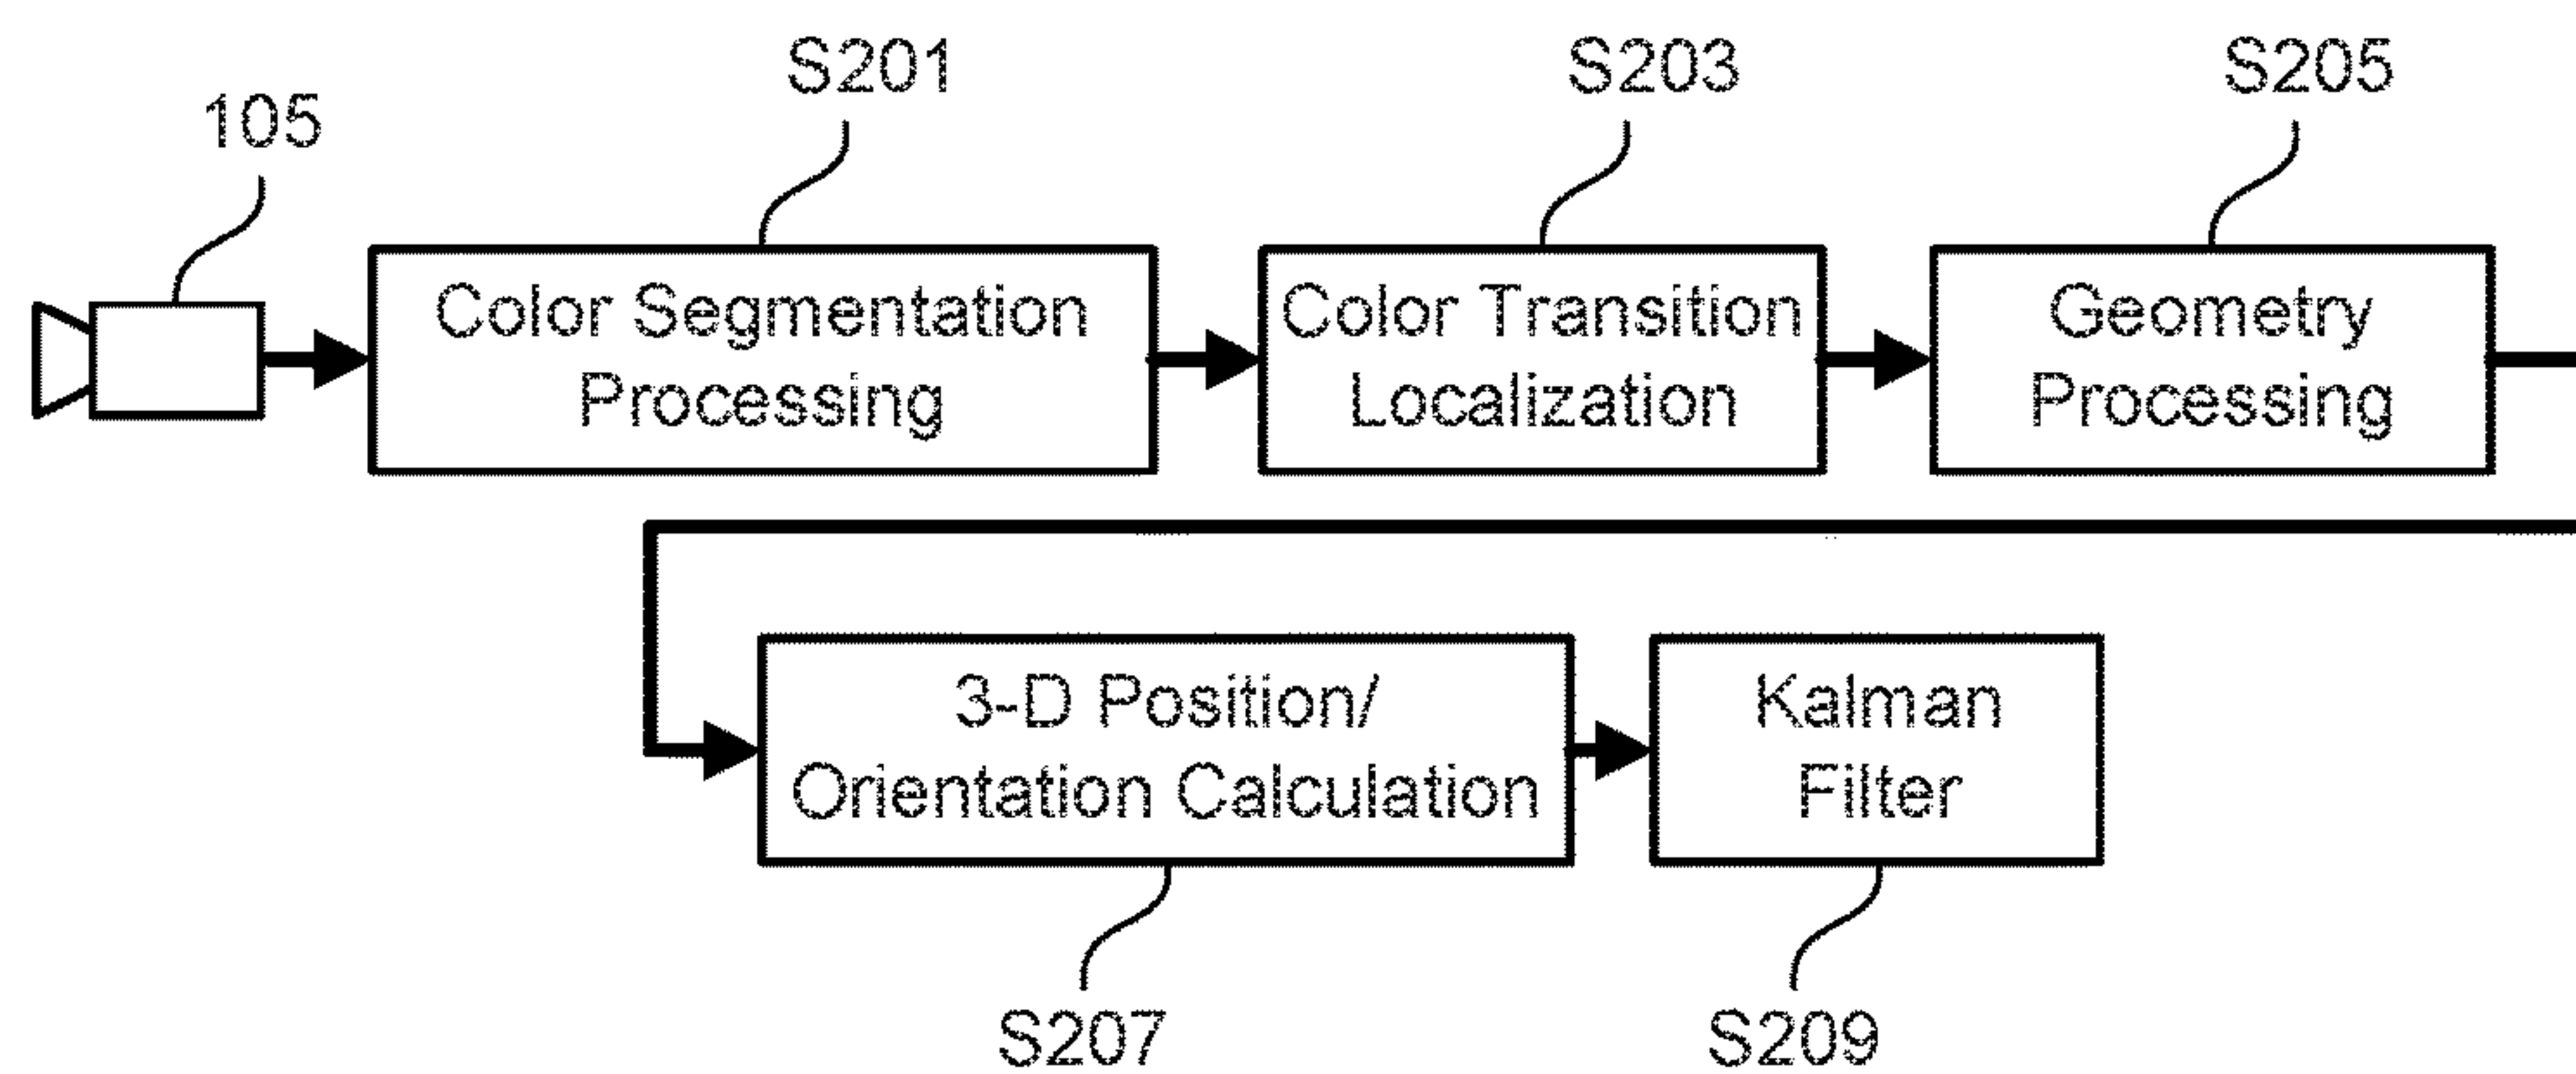 105
S201
S203
S205
Color Segmentation
Processing
Color Transition
Localization
Geometry
Processing
3-D Position/
Orientation Calculation
Kalman
Filter
S207
S209